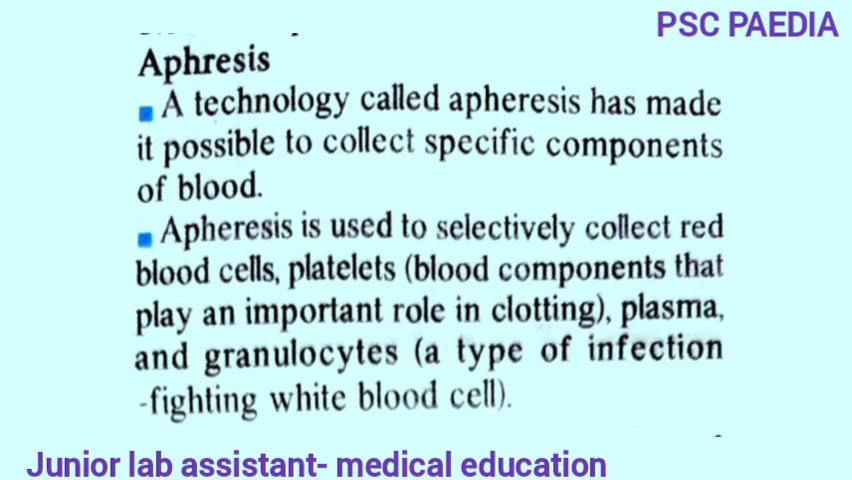 PSC PAEDIA
Aphresis
A technology called apheresis has made
it possible to collect specific components
of blood.
Apheresis is used to selectively collect red
blood cells, platelets (blood components that
play an important role in clotting), plasma,
and granulocytes (a type of infection
-fighting white blood cell).
Junior lab assistant- medical education